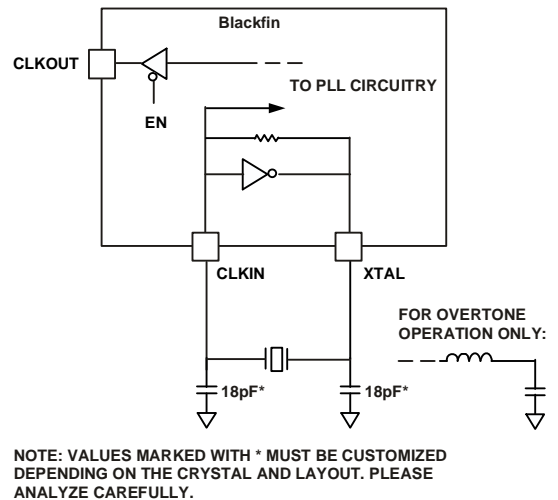 Blackfin
CLKOUT
TO PLL CIRCUITRY
EN
CLKIN
XTAL
FOR OVERTONE
OPERATION ONLY:
18pF*
18pF*
NOTE: VALUES MARKED WITH * MUST BE CUSTOMIZED
DEPENDING ON THE CRYSTAL AND LAYOUT. PLEASE
ANALYZE CAREFULLY.